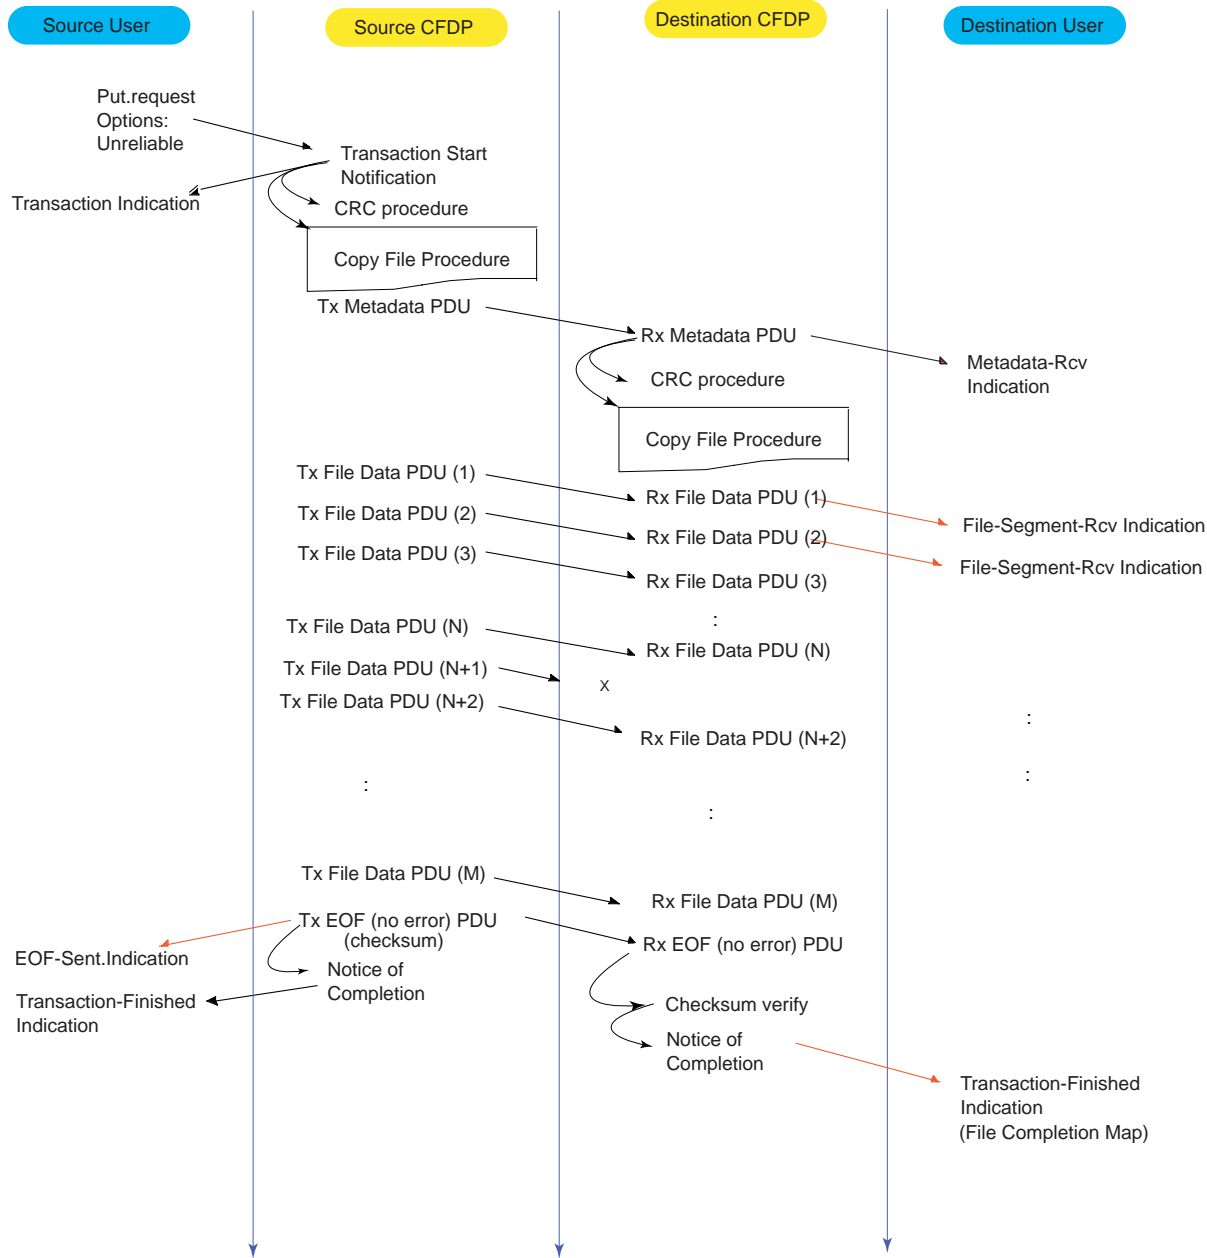 Source User
Source CFDP
Destination CFDP
Destination User
Put.request
Options:
Unreliable
Transaction Start
Notification
Transaction Indication
CRC procedure
Copy File Procedure
Tx Metadata PDU
Rx Metadata PDU
Metadata-Rcv
Indication
CRC procedure
Copy File Procedure
Tx File Data PDU (1)
Rx File Data PDU (1)
File-Segment-Rcv Indication
Tx File Data PDU (2)
Rx File Data PDU (2)
File-Segment-Rcv Indication
Tx File Data PDU (3)
Rx File Data PDU (3)
:
Tx File Data PDU (N)
Rx File Data PDU (N)
Tx File Data PDU (N+1)
X
Tx File Data PDU (N+2)
Rx File Data PDU (N+2)
:
:
:
:
Tx File Data PDU (M)
Rx File Data PDU (M)
Tx EOF (no error) PDU
(checksum)
Rx EOF (no error) PDU
EOF-Sent.Indication
Notice of
Completion
Transaction-Finished
Indication
Checksum verify
Notice of
Completion
Transaction-Finished
Indication
(File Completion Map)